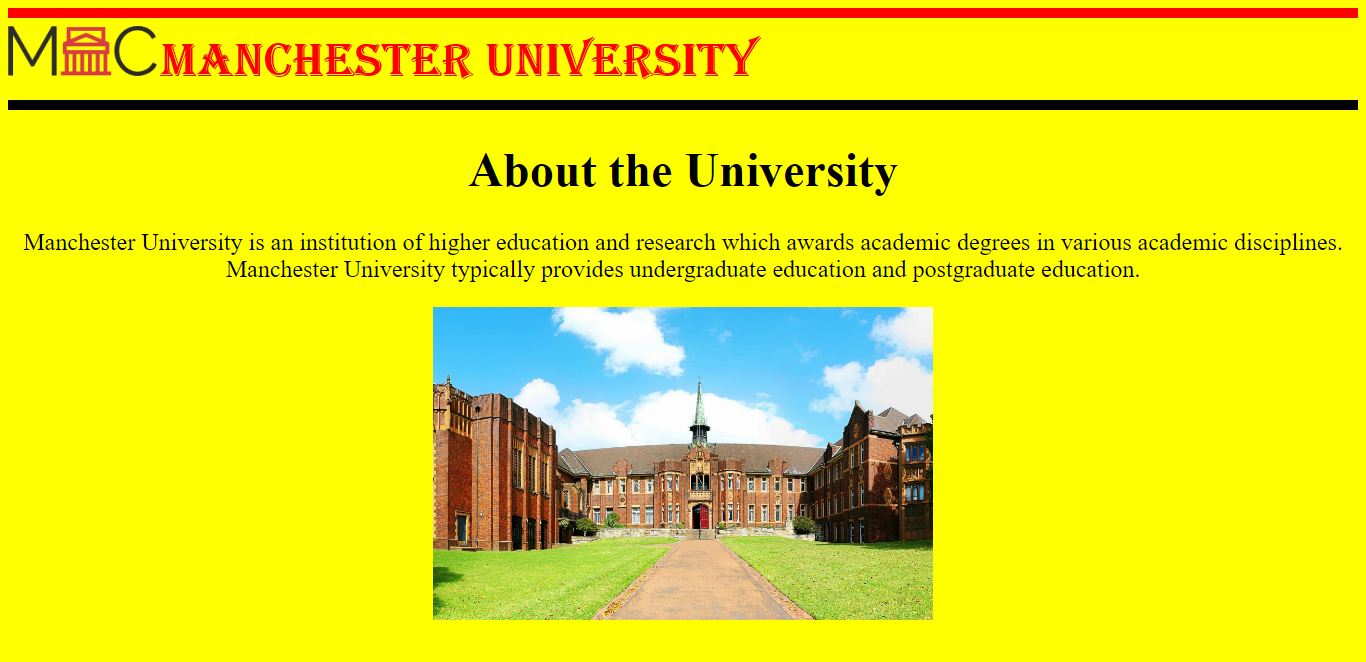 M C MANCHESTER UNIVERSITY
About the University
Manchester University is an institution of higher education and research which awards academic degrees in various academic disciplines.
Manchester University typically provides undergraduate education and postgraduate education.